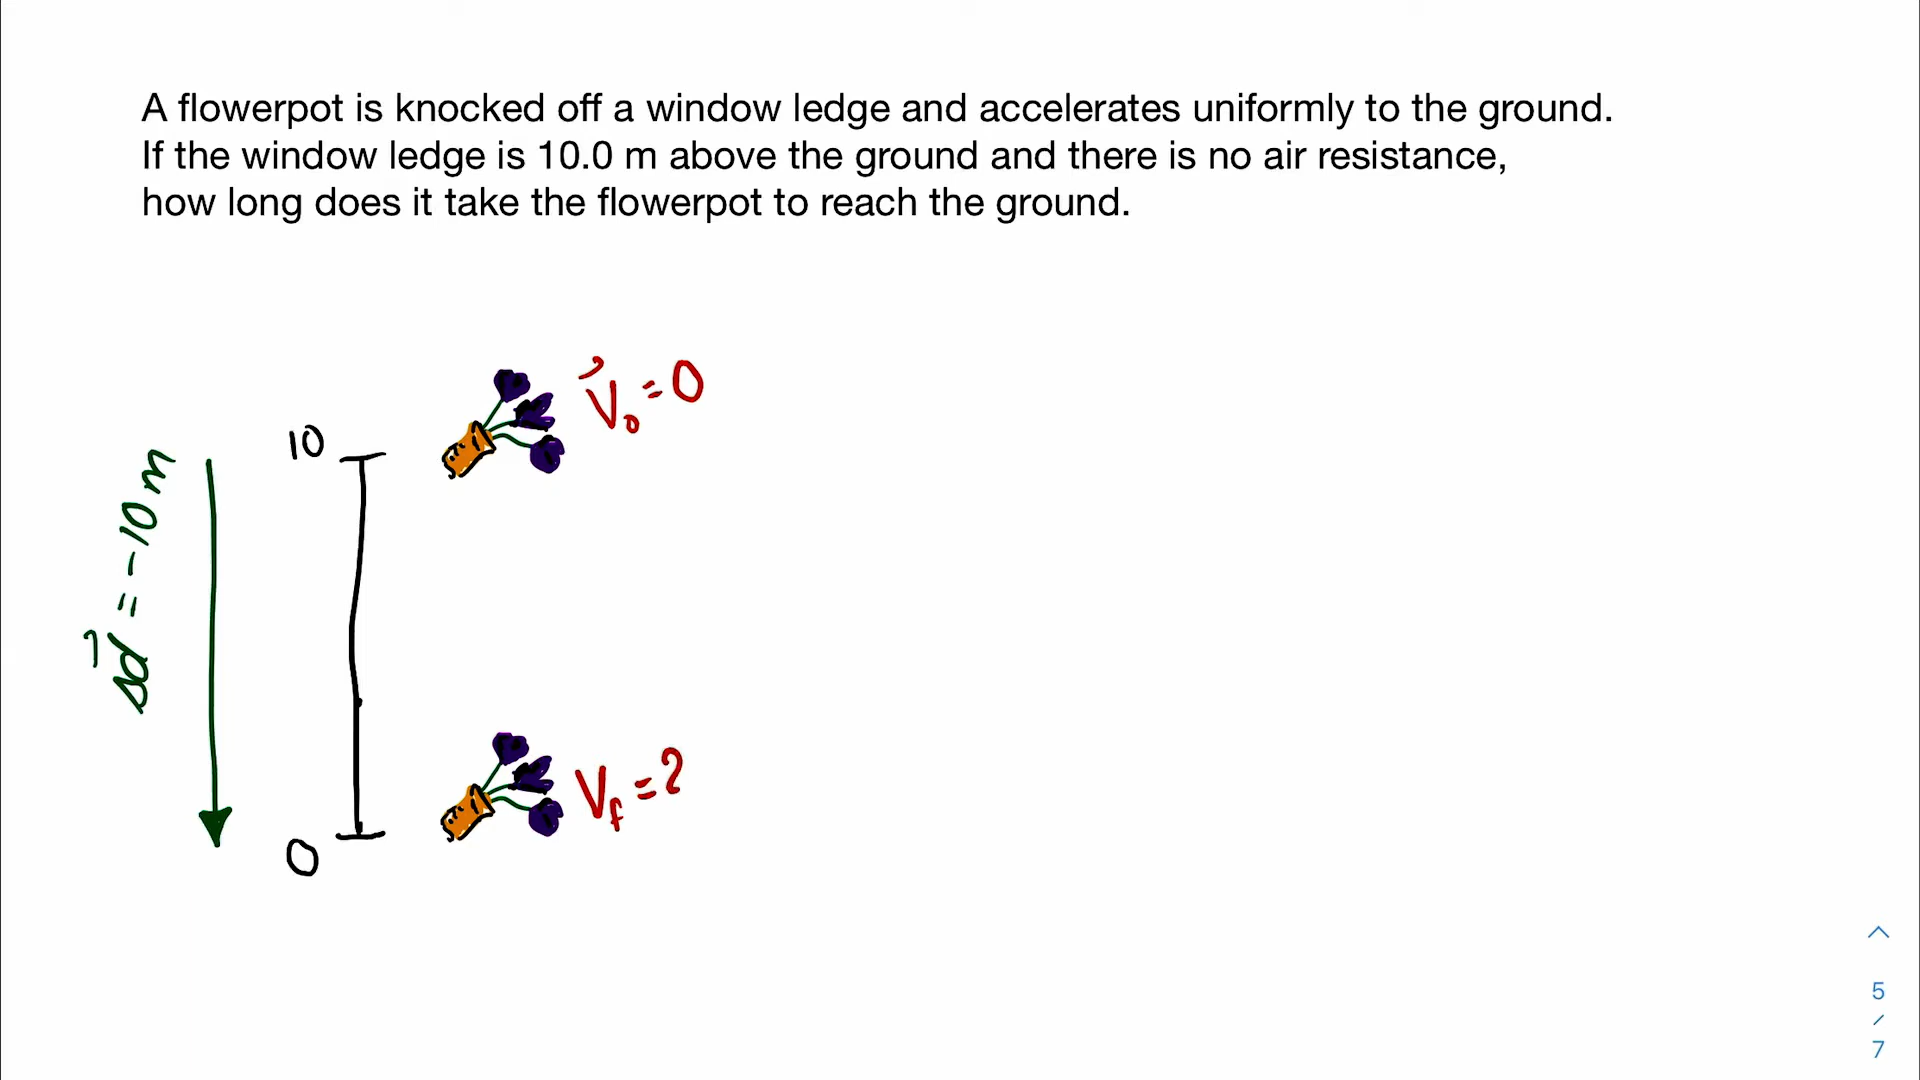 A flowerpot is knocked off a window ledge and accelerates uniformly to the ground.
If the window ledge is 10.0 m above the ground and there is no air resistance,
how long does it take the flowerpot to reach the ground.
V⃗₀ = 0
10
Δd⃗ = -10m
V_f = ?
0
5
/
7